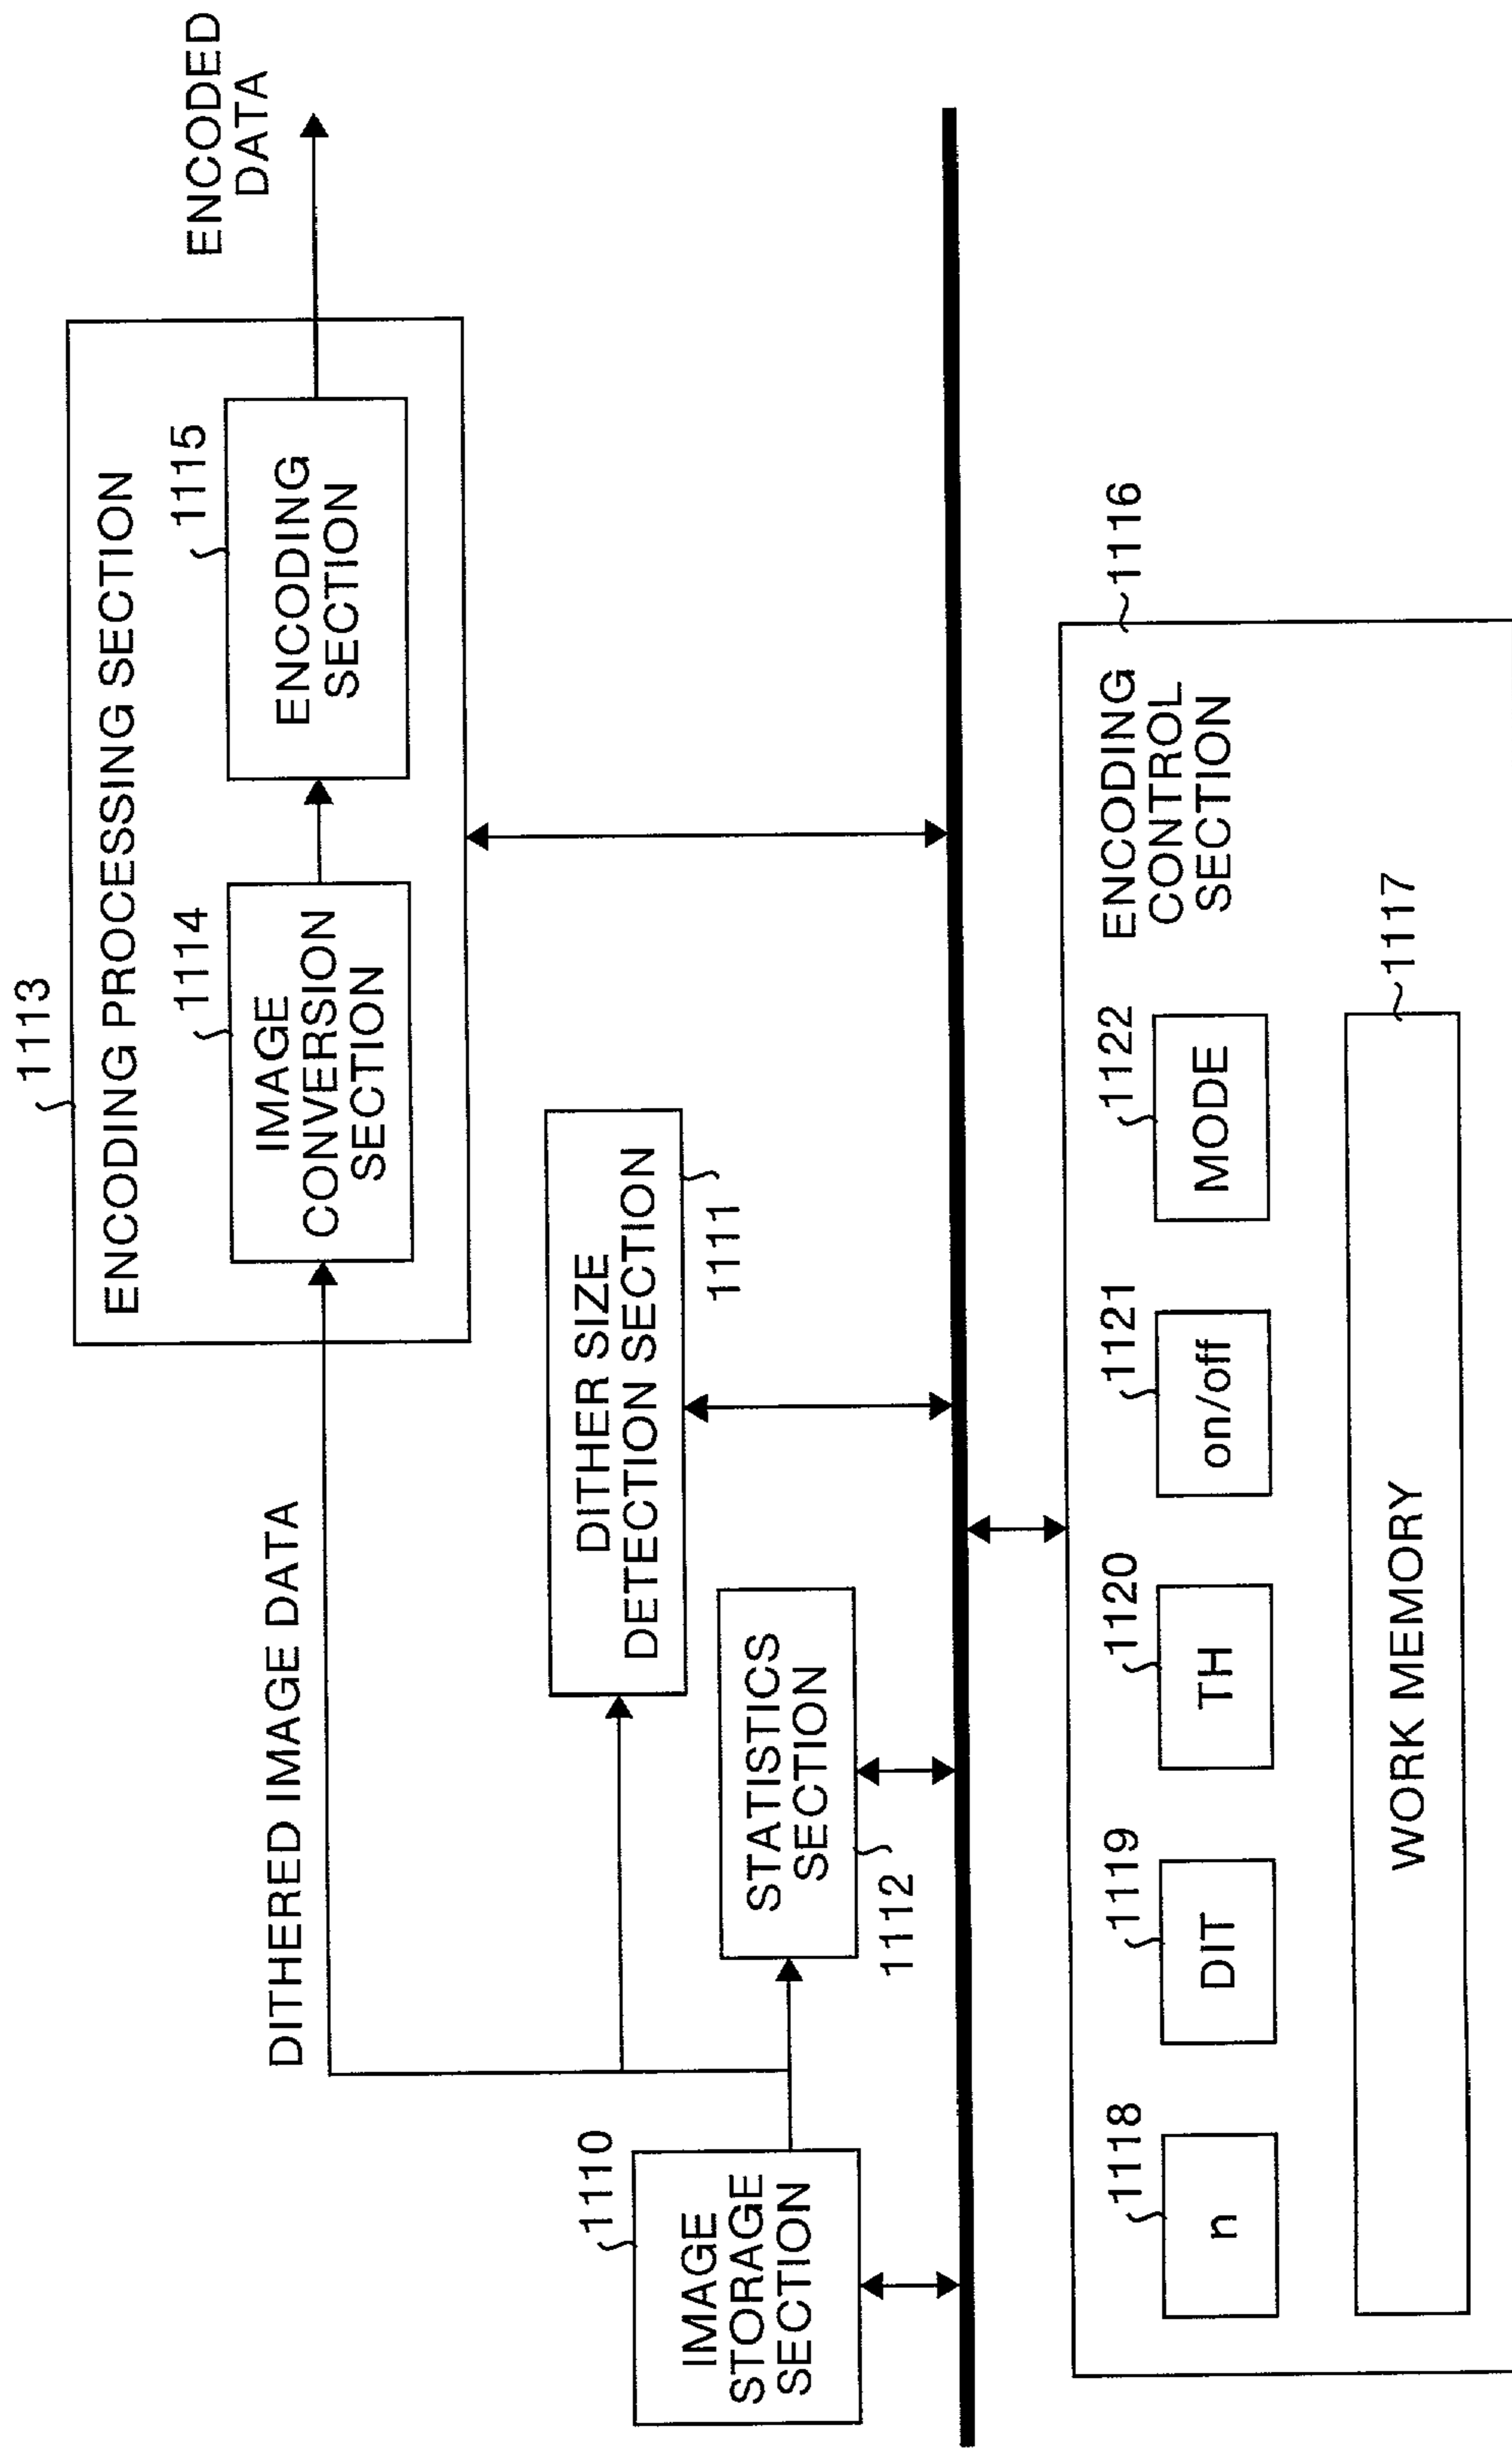 1113
ENCODING PROCESSING SECTION
1114
IMAGE
CONVERSION
SECTION
1115
ENCODING
SECTION
ENCODED
DATA
DITHERED IMAGE DATA
DITHER SIZE
DETECTION SECTION
1111
1110
IMAGE
STORAGE
SECTION
STATISTICS
SECTION
1112
1118
n
1119
DIT
1120
TH
1121
on/off
1122
MODE
ENCODING
CONTROL
SECTION
1116
WORK MEMORY
1117